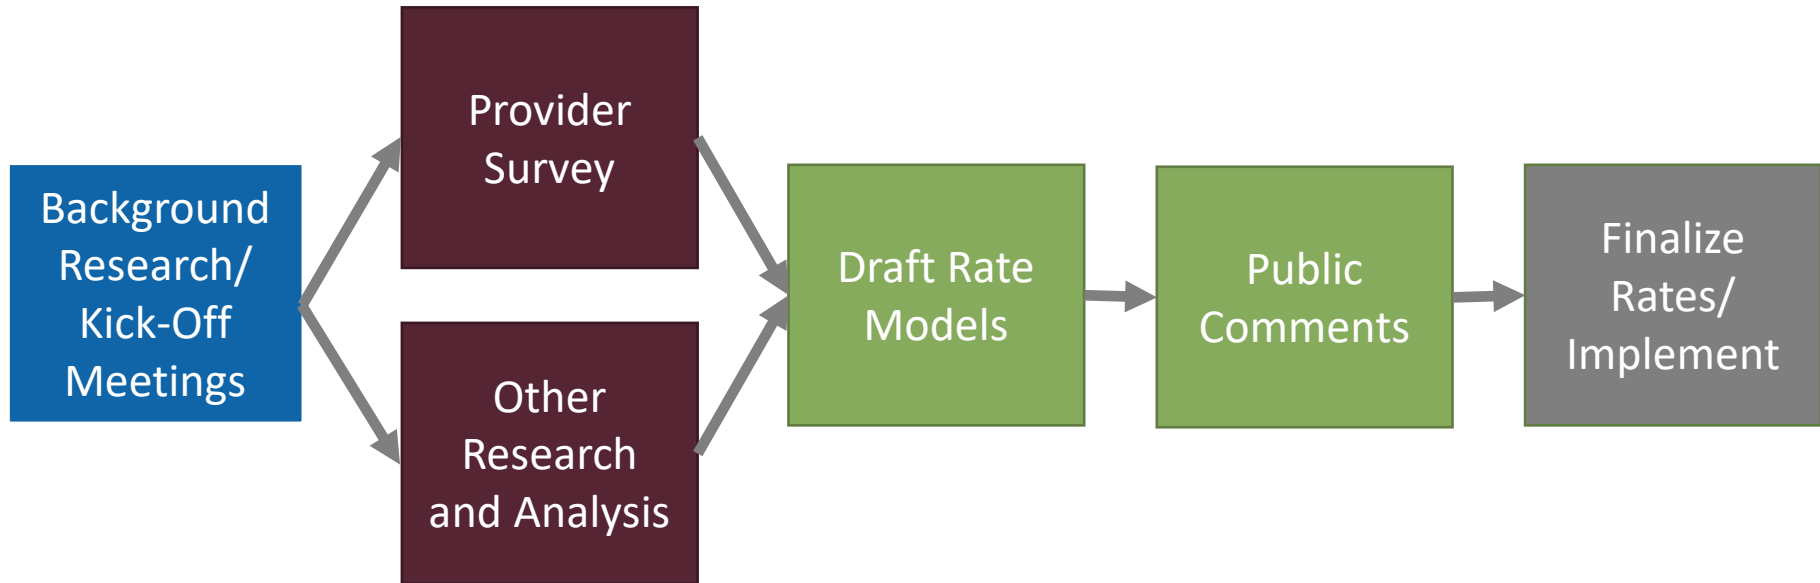 Background
Research/
Kick-Off
Meetings
Provider
Survey
Other
Research
and Analysis
Draft Rate
Models
Public
Comments
Finalize
Rates/
Implement